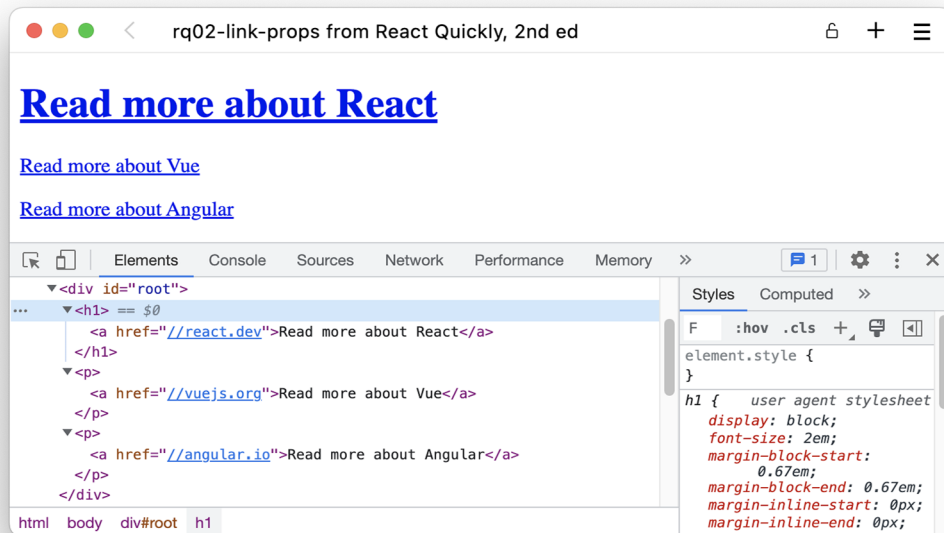 rq02-link-props from React Quickly, 2nd ed
Read more about React
Read more about Vue
Read more about Angular
Elements Console Sources Network Performance Memory » 1
<div id="root">
<h1> == $0
<a href="//react.dev">Read more about React</a>
</h1>
<p>
<a href="//vuejs.org">Read more about Vue</a>
</p>
<p>
<a href="//angular.io">Read more about Angular</a>
</p>
</div>
html body div#root h1
Styles Computed »
F :hov .cls +
element.style {
}
h1 { user agent stylesheet
display: block;
font-size: 2em;
margin-block-start:
0.67em;
margin-block-end: 0.67em;
margin-inline-start: 0px;
margin-inline-end: 0px;